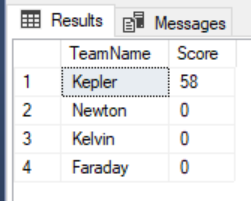 Results Messages
TeamName Score
1 Kepler 58
2 Newton 0
3 Kelvin 0
4 Faraday 0